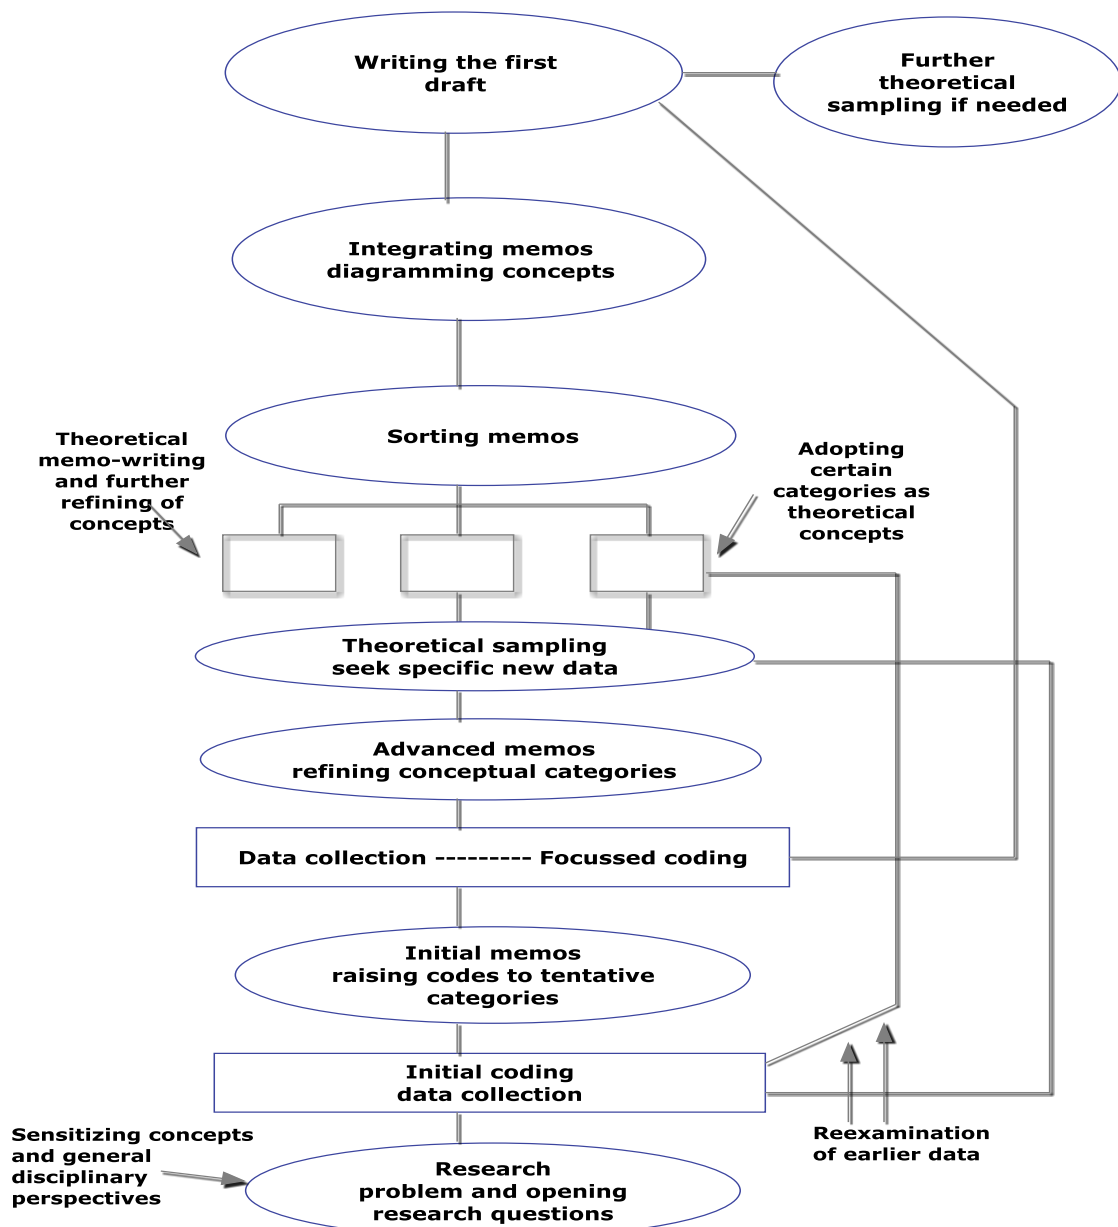 Writing the first
draft
Further
theoretical
sampling if needed
Integrating memos
diagramming concepts
Sorting memos
Theoretical
memo-writing
and further
refining of
concepts
Adopting
certain
categories as
theoretical
concepts
Theoretical sampling
seek specific new data
Advanced memos
refining conceptual categories
Data collection --------- Focussed coding
Initial memos
raising codes to tentative
categories
Initial coding
data collection
Reexamination
of earlier data
Sensitizing concepts
and general
disciplinary
perspectives
Research
problem and opening
research questions